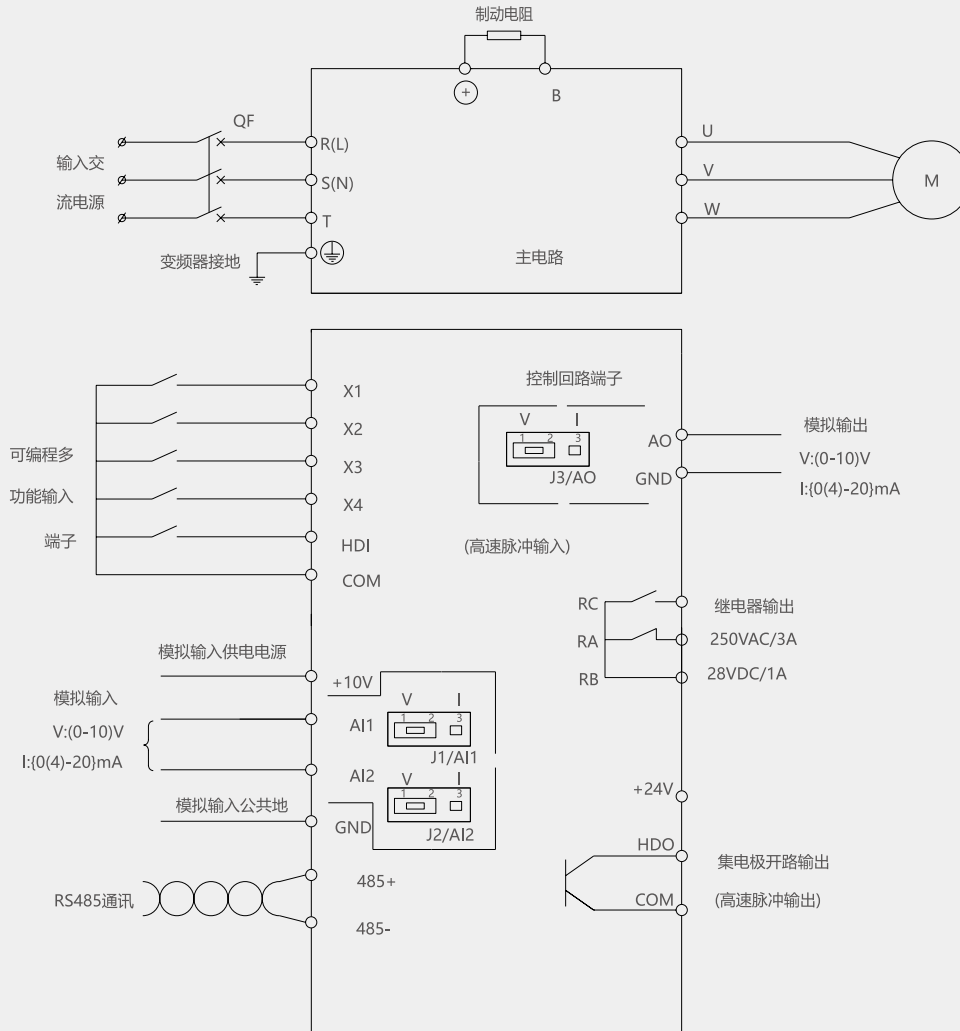 制动电阻
+
B
QF
R(L)
U
输入交
S(N)
V
M
流电源
T
W
变频器接地
主电路
控制回路端子
X1
V I
1 2 3
J3/AO
AO
模拟输出
X2
V:(0-10)V
可编程多
X3
GND
I:{0(4)-20}mA
功能输入
X4
端子
HDI
(高速脉冲输入)
COM
RC
继电器输出
RA
250VAC/3A
RB
28VDC/1A
模拟输入供电电源
+10V
模拟输入
V:(0-10)V
I:{0(4)-20}mA
AI1
V I
1 2 3
J1/AI1
AI2
V I
1 2 3
J2/AI2
模拟输入公共地
GND
+24V
HDO
集电极开路输出
COM
(高速脉冲输出)
RS485通讯
485+
485-